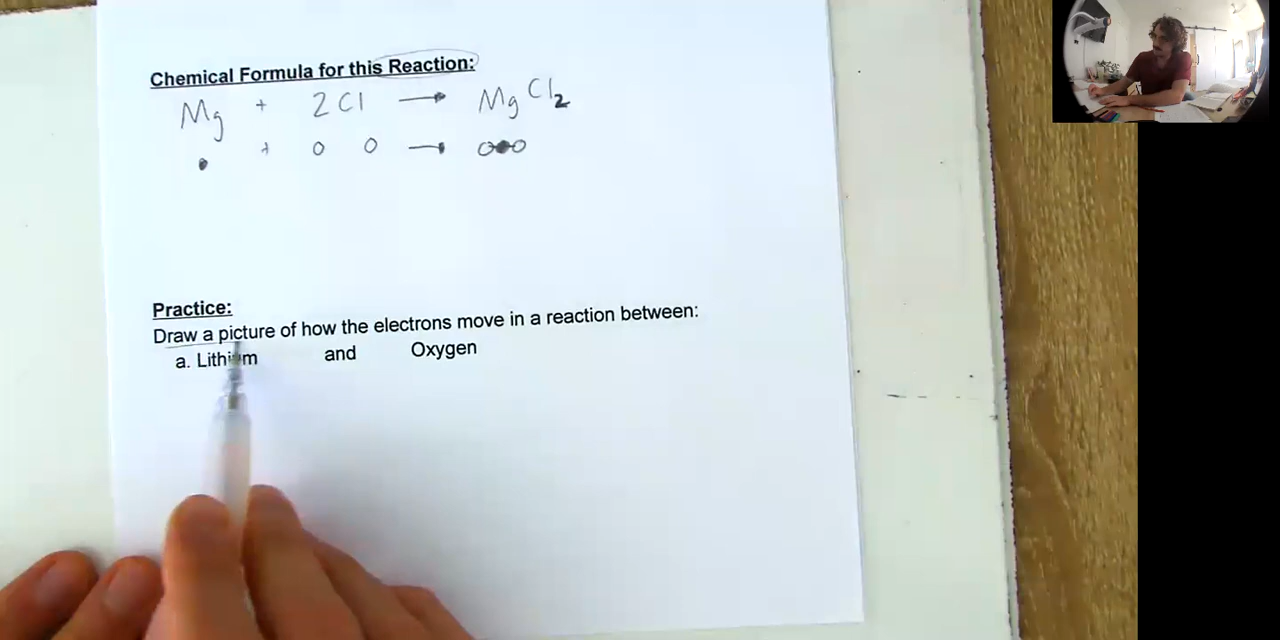 Chemical Formula for this Reaction:
Mg + 2Cl → MgCl₂
+ →
Practice:
Draw a picture of how the electrons move in a reaction between:
a. Lithium and Oxygen